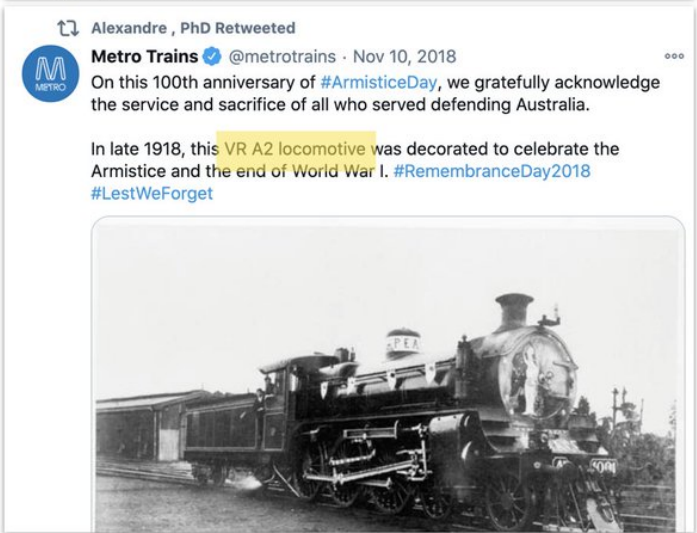 Alexandre , PhD Retweeted
Metro Trains @metrotrains · Nov 10, 2018
METRO
On this 100th anniversary of #ArmisticeDay, we gratefully acknowledge
the service and sacrifice of all who served defending Australia.
In late 1918, this VR A2 locomotive was decorated to celebrate the
Armistice and the end of World War I. #RemembranceDay2018
#LestWeForget
PEA